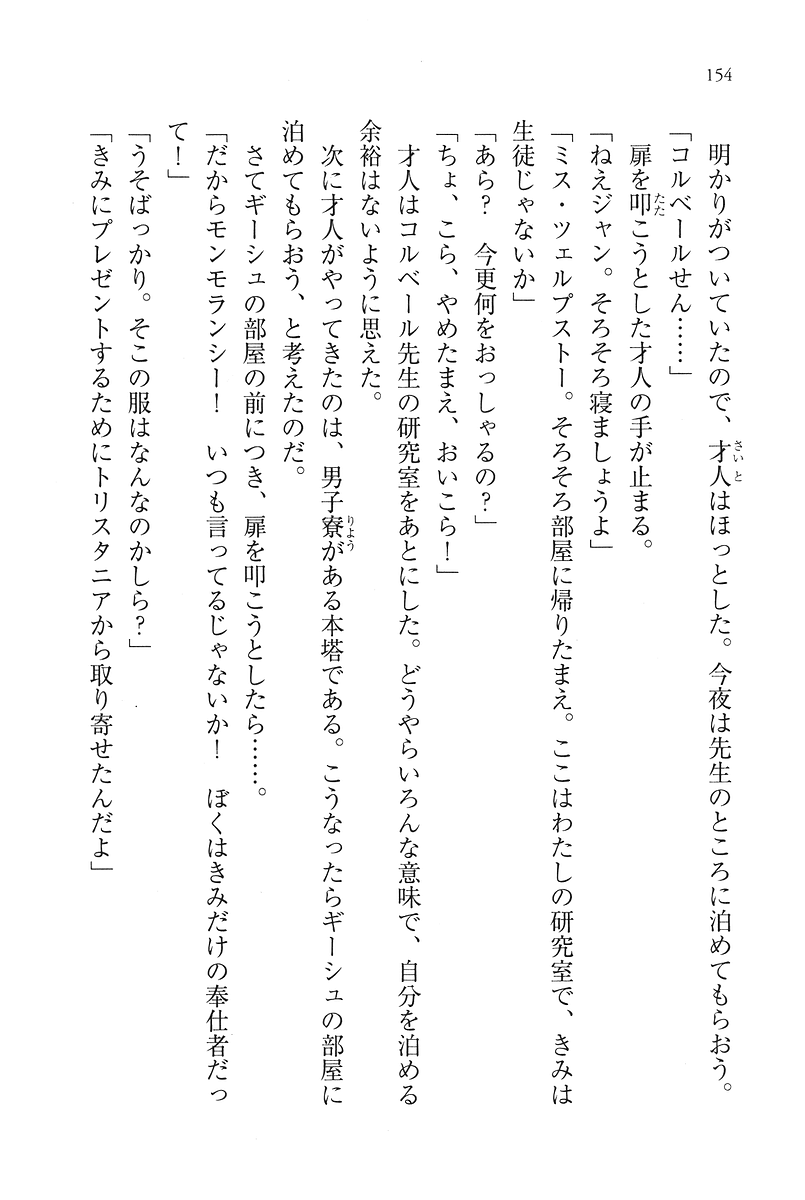 154
明かりがついていたので、才人はほっとした。今夜は先生のところに泊めてもらおう。
「コルベールせん……」
扉を叩こうとした才人の手が止まる。
「ねえジャン。そろそろ寝ましょうよ」
「ミス・ツェルプストー。そろそろ部屋に帰りたまえ。ここはわたしの研究室で、きみは
生徒じゃないか」
「あら？　今更何をおっしゃるの？」
「ちょ、こら、やめたまえ、おいこら！」
才人はコルベール先生の研究室をあとにした。どうやらいろんな意味で、自分を泊める
余裕はないように思えた。
次に才人がやってきたのは、男子寮がある本塔である。こうなったらギーシュの部屋に
泊めてもらおう、と考えたのだ。
さてギーシュの部屋の前につき、扉を叩こうとしたら……。
「だからモンモランシー！　いつも言ってるじゃないか！　ぼくはきみだけの奉仕者だっ
て！」
「うそばっかり。そこの服はなんなのかしら？」
「きみにプレゼントするためにトリスタニアから取り寄せたんだよ」